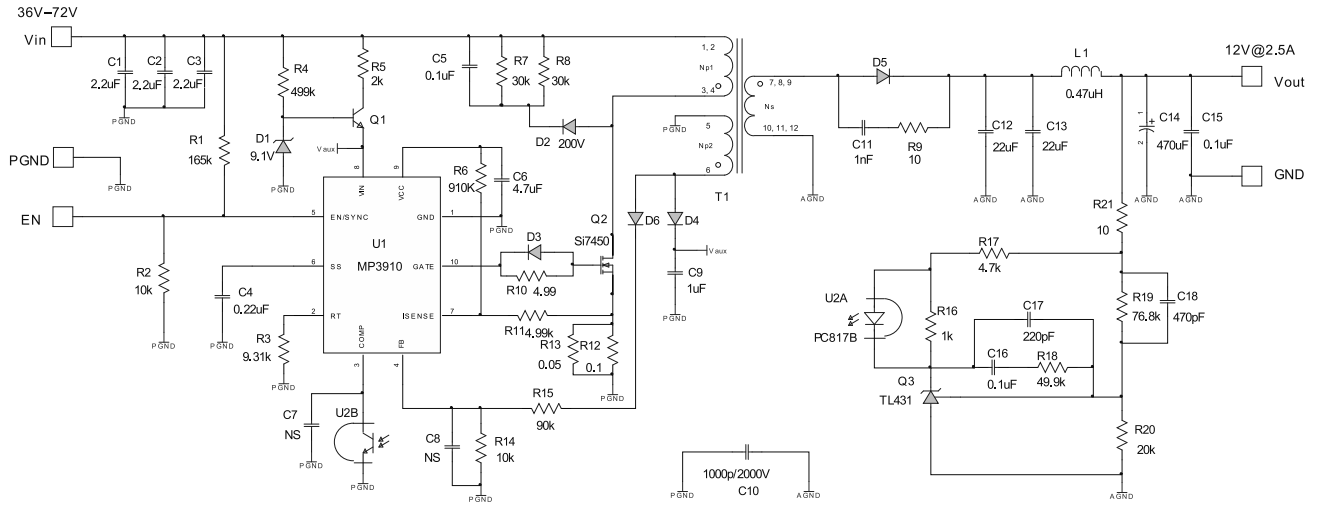 36V–72V
Vin
C1
2.2uF
C2
2.2uF
C3
2.2uF
PGND
R1
165k
R4
499k
D1
9.1V
PGND
R5
2k
Q1
Vaux
C5
0.1uF
R7
30k
R8
30k
D2
200V
1, 2
Np1
3, 4
PGND
5
Np2
6
T1
7, 8, 9
Ns
10, 11, 12
AGND
D5
C11
1nF
R9
10
C12
22uF
AGND
C13
22uF
AGND
L1
0.47uH
1
2
C14
470uF
AGND
C15
0.1uF
AGND
12V@2.5A
Vout
GND
PGND
PGND
EN
R2
10k
PGND
C4
0.22uF
PGND
R3
9.31k
PGND
8
VIN
9
VCC
5
EN/SYNC
GND
1
U1
MP3910
6
SS
GATE
10
2
RT
ISENSE
7
COMP
3
FB
4
R6
910K
C6
4.7uF
PGND
D3
R10
4.99
Q2
Si7450
R11
4.99k
R13
0.05
R12
0.1
PGND
D6
D4
Vaux
C9
1uF
PGND
C7
NS
PGND
U2B
PGND
C8
NS
R14
10k
PGND
R15
90k
1000p/2000V
C10
PGND
AGND
R21
10
R17
4.7k
U2A
PC817B
R16
1k
C17
220pF
C16
0.1uF
R18
49.9k
R19
76.8k
C18
470pF
Q3
TL431
R20
20k
AGND